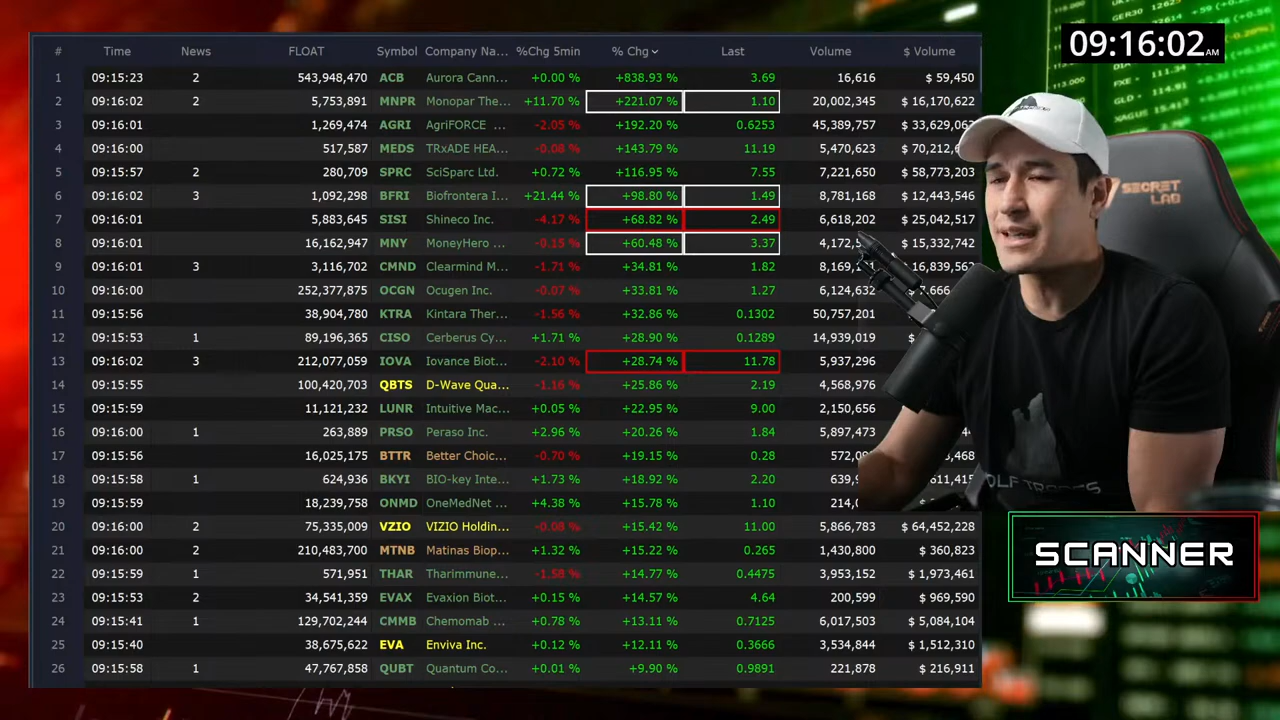 09:16:02 AM
# Time News FLOAT Symbol Company Na... %Chg 5min % Chg Last Volume $ Volume
1 09:15:23 2 543,948,470 ACB Aurora Cann... +0.00 % +838.93 % 3.69 16,616 $ 59,450
2 09:16:02 2 5,753,891 MNPR Monopar The... +11.70 % +221.07 % 1.10 20,002,345 $ 16,170,622
3 09:16:01 1,269,474 AGRI AgriFORCE ... -2.05 % +192.20 % 0.6253 45,389,757 $ 33,629,062
4 09:16:00 517,587 MEDS TRxADE HEA... -0.08 % +143.79 % 11.19 5,470,623 $ 70,212,
5 09:15:57 2 280,709 SPRC SciSparc Ltd. +0.72 % +116.95 % 7.55 7,221,650 $ 58,773,203
6 09:16:02 3 1,092,298 BFRI Biofrontera I... +21.44 % +98.80 % 1.49 8,781,168 $ 12,443,546
7 09:16:01 5,883,645 SISI Shineco Inc. -4.17 % +68.82 % 2.49 6,618,202 $ 25,042,517
8 09:16:01 16,162,947 MNY MoneyHero ... -0.15 % +60.48 % 3.37 4,172, $ 15,332,742
9 09:16:01 3 3,116,702 CMND Clearmind M... -1.71 % +34.81 % 1.82 8,169, 16,839,562
10 09:16:00 252,377,875 OCGN Ocugen Inc. -0.07 % +33.81 % 1.27 6,124,632 ,666
11 09:15:56 38,904,780 KTRA Kintara Ther... -1.56 % +32.86 % 0.1302 50,757,201
12 09:15:53 1 89,196,365 CISO Cerberus Cy... +1.71 % +28.90 % 0.1289 14,939,019
13 09:16:02 3 212,077,059 IOVA Iovance Biot... -2.10 % +28.74 % 11.78 5,937,296
14 09:15:55 100,420,703 QBTS D-Wave Qua... -1.16 % +25.86 % 2.19 4,568,976
15 09:15:59 11,121,232 LUNR Intuitive Mac... +0.05 % +22.95 % 9.00 2,150,656
16 09:16:00 1 263,889 PRSO Peraso Inc. +2.96 % +20.26 % 1.84 5,897,473
17 09:15:56 16,025,175 BTTR Better Choic... -0.70 % +19.15 % 0.28 572,0 ,468
18 09:15:58 1 624,936 BKYI BIO-key Inte... +1.73 % +18.92 % 2.20 639, 611,415
19 09:15:59 18,239,758 ONMD OneMedNet ... +4.38 % +15.78 % 1.10 214,
20 09:16:00 2 75,335,009 VZIO VIZIO Holdin... -0.08 % +15.42 % 11.00 5,866,783 $ 64,452,228
21 09:16:00 2 210,483,700 MTNB Matinas Biop... +1.32 % +15.22 % 0.265 1,430,800 $ 360,823
22 09:15:59 1 571,951 THAR Tharimmune... -1.58 % +14.77 % 0.4475 3,953,152 $ 1,973,461
23 09:15:53 2 34,541,339 EVAX Evaxion Biot... +0.15 % +14.57 % 4.64 200,599 $ 969,590
24 09:15:41 1 129,702,244 CMMB Chemomab ... +0.78 % +13.11 % 0.7125 6,017,503 $ 5,084,104
25 09:15:40 38,675,622 EVA Enviva Inc. +0.12 % +12.11 % 0.3666 3,534,844 $ 1,512,310
26 09:15:58 1 47,767,858 QUBT Quantum Co... +0.01 % +9.90 % 0.9891 221,878 $ 216,911
SECRET
LAB
OLF TRADES
SCANNER